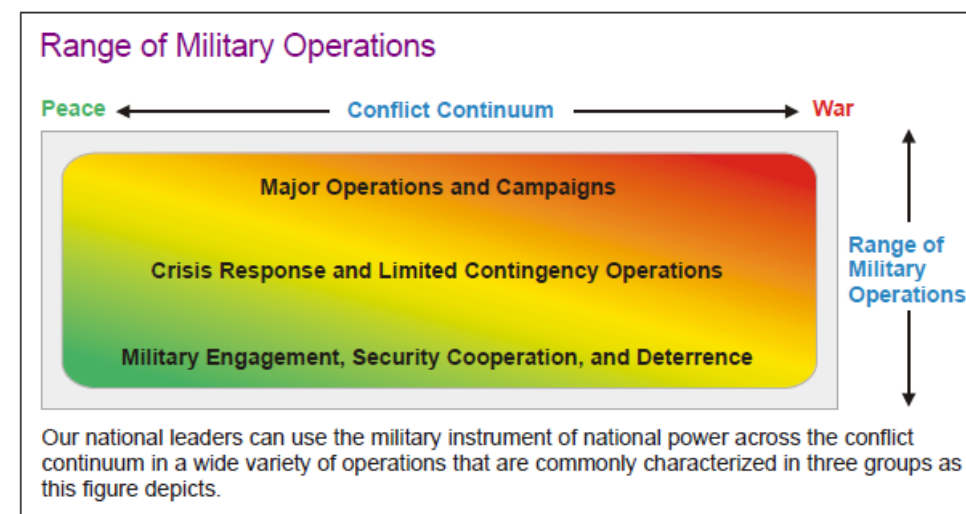 Range of Military Operations
Peace
Conflict Continuum
War
Major Operations and Campaigns
Crisis Response and Limited Contingency Operations
Military Engagement, Security Cooperation, and Deterrence
Range of
Military
Operations
Our national leaders can use the military instrument of national power across the conflict
continuum in a wide variety of operations that are commonly characterized in three groups as
this figure depicts.